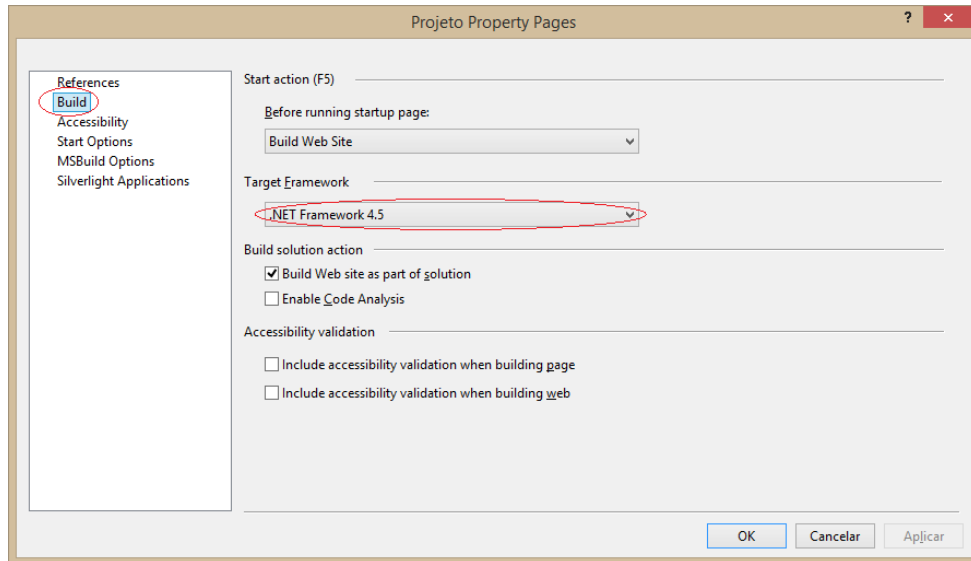 Projeto Property Pages
?
References
Build
Accessibility
Start Options
MSBuild Options
Silverlight Applications
Start action (F5)
Before running startup page:
Build Web Site
Target Framework
.NET Framework 4.5
Build solution action
Build Web site as part of solution
Enable Code Analysis
Accessibility validation
Include accessibility validation when building page
Include accessibility validation when building web
OK
Cancelar
Aplicar